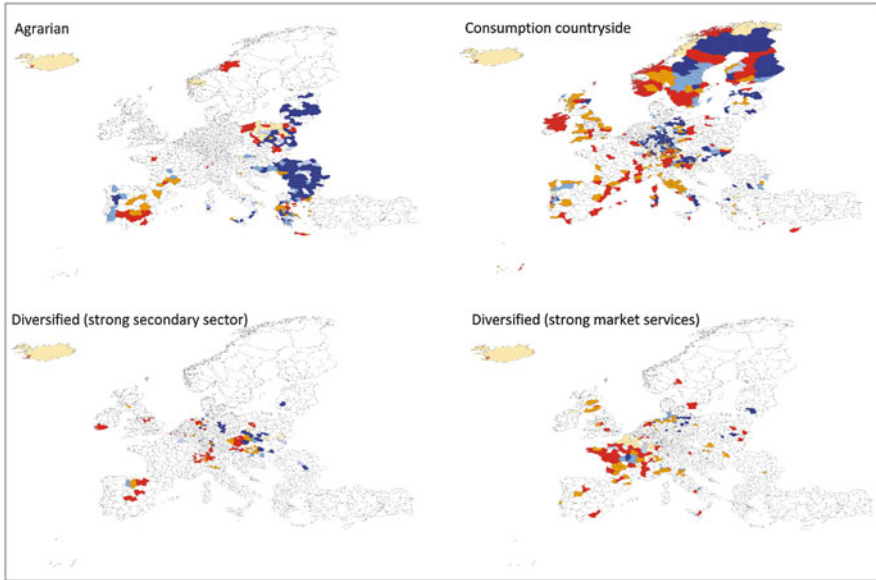 Agrarian
Consumption countryside
Diversified (strong secondary sector)
Diversified (strong market services)